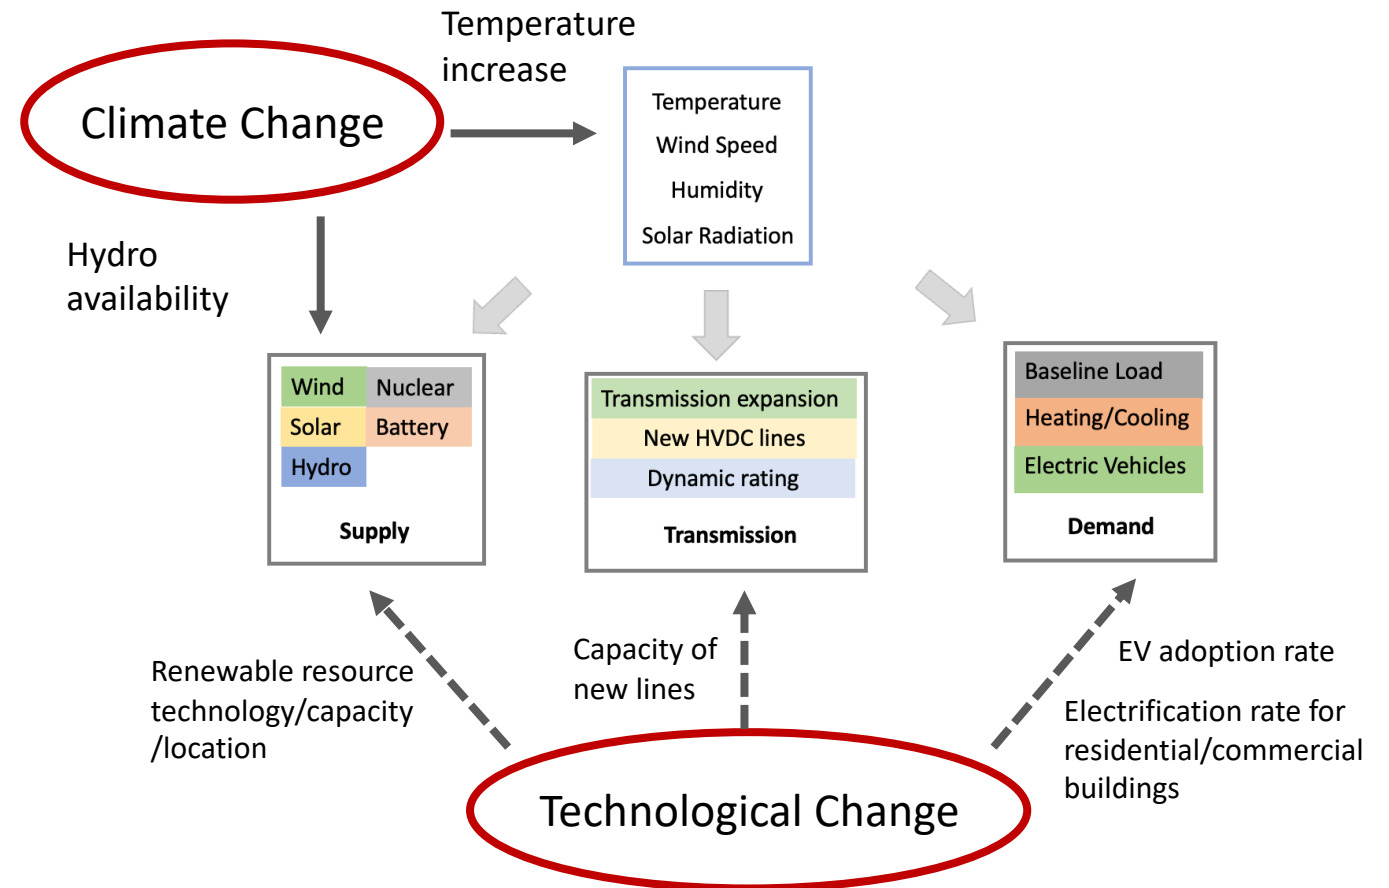 Temperature
increase
Climate Change
Temperature
Wind Speed
Humidity
Solar Radiation
Hydro
availability
Wind
Nuclear
Solar
Battery
Hydro
Supply
Transmission expansion
New HVDC lines
Dynamic rating
Transmission
Baseline Load
Heating/Cooling
Electric Vehicles
Demand
Renewable resource
technology/capacity
/location
Capacity of
new lines
EV adoption rate
Electrification rate for
residential/commercial
buildings
Technological Change